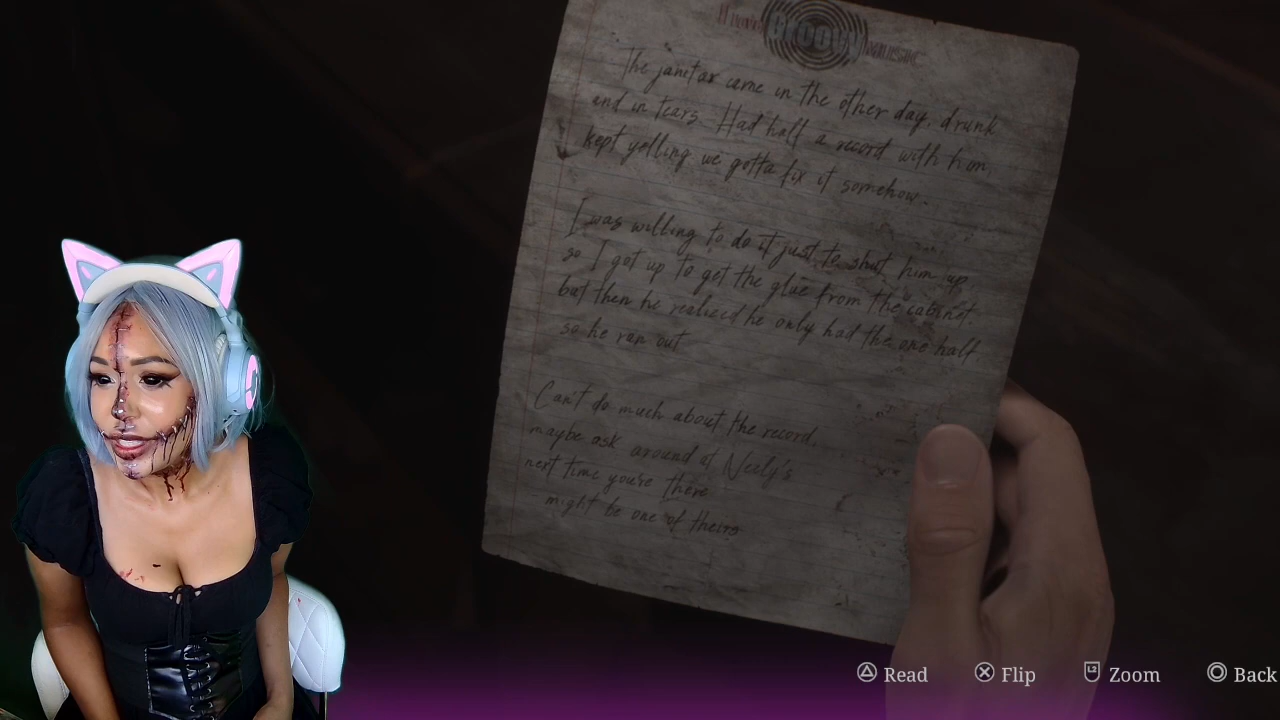 The janitor came in the other day, drunk
and in tears. Had half a record with him
kept yelling we gotta fix it somehow.
I was willing to do it just to shut him up
so I got up to get the glue from the cabinet.
but then he realized he only had the one half
so he ran out
Can't do much about the record,
maybe ask around at Neely's
next time you're there
might be one of theirs
Read
Flip
L2 Zoom
Back